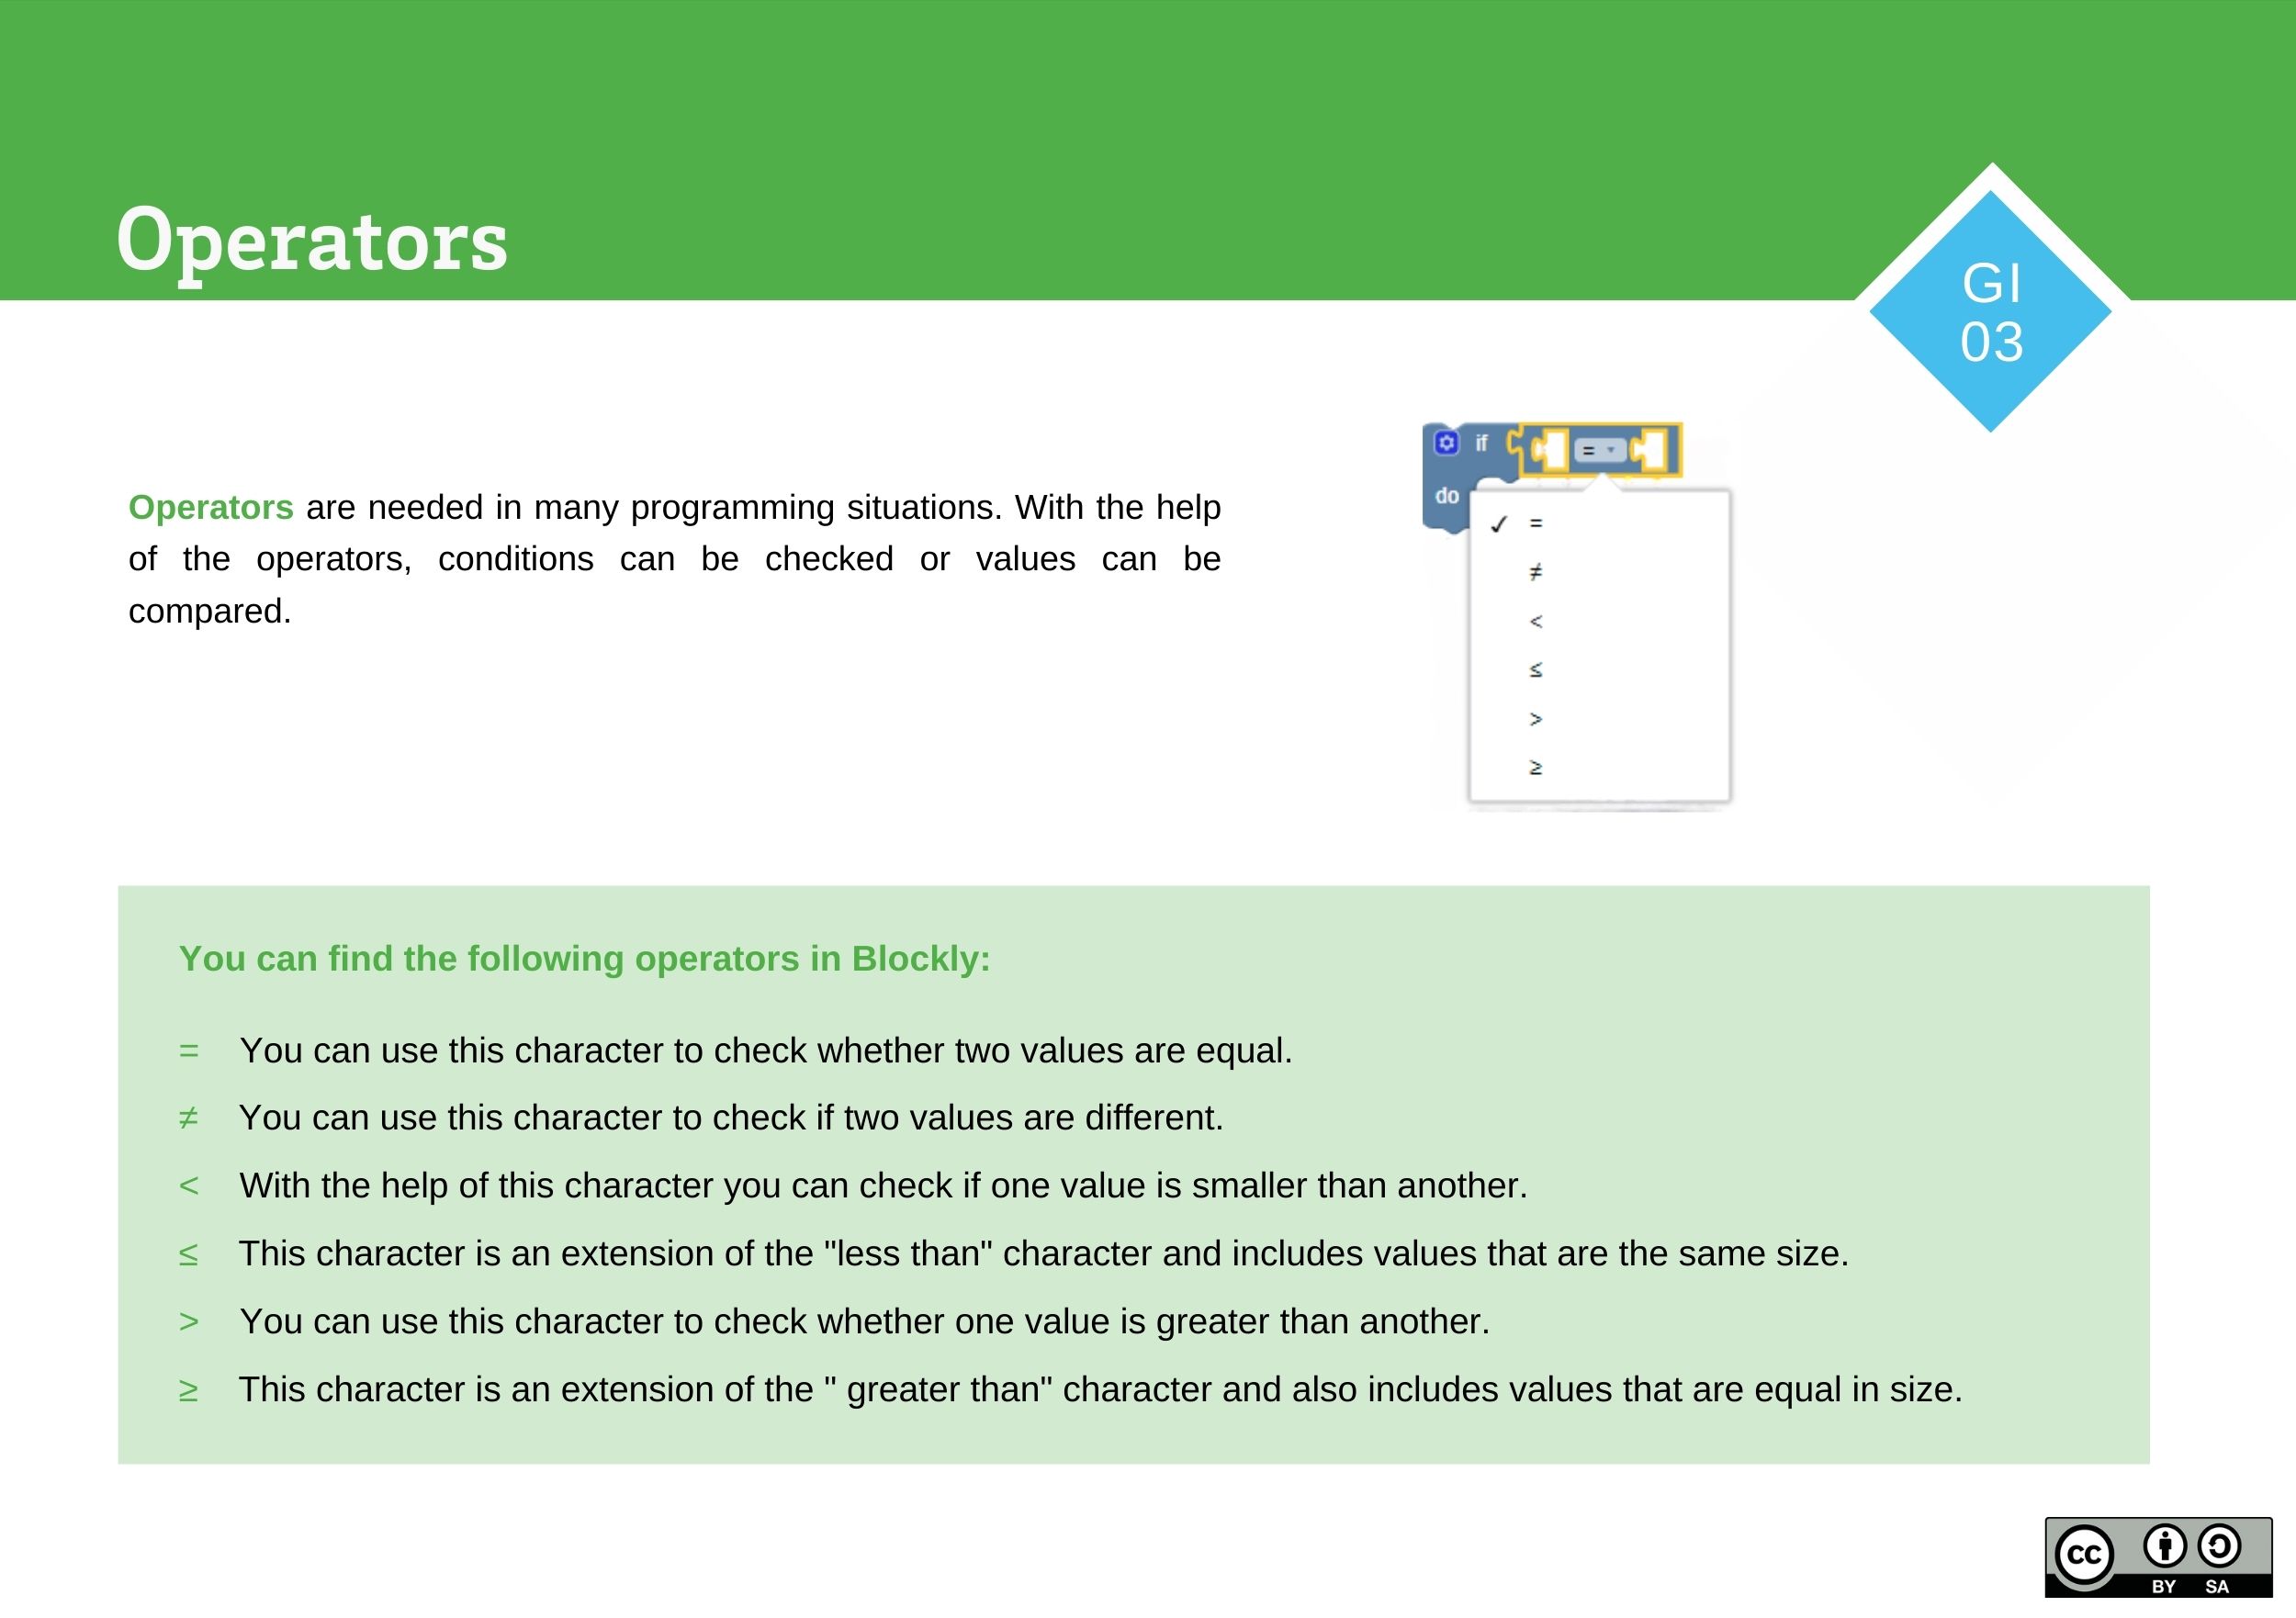 Operators
GI
03
Operators are needed in many programming situations. With the help
of the operators, conditions can be checked or values can be
compared.
if = ▾
do
✓ =
≠
<
≤
>
≥
You can find the following operators in Blockly:
= You can use this character to check whether two values are equal.
≠ You can use this character to check if two values are different.
< With the help of this character you can check if one value is smaller than another.
≤ This character is an extension of the "less than" character and includes values that are the same size.
> You can use this character to check whether one value is greater than another.
≥ This character is an extension of the " greater than" character and also includes values that are equal in size.
cc
BY SA